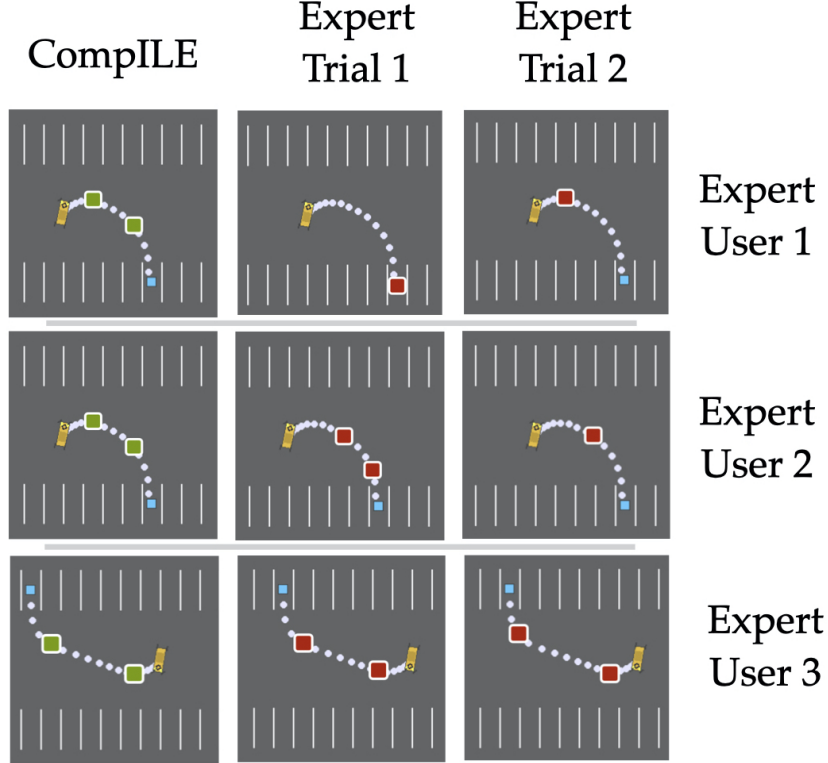 CompILE
Expert
Trial 1
Expert
Trial 2
Expert
User 1
Expert
User 2
Expert
User 3